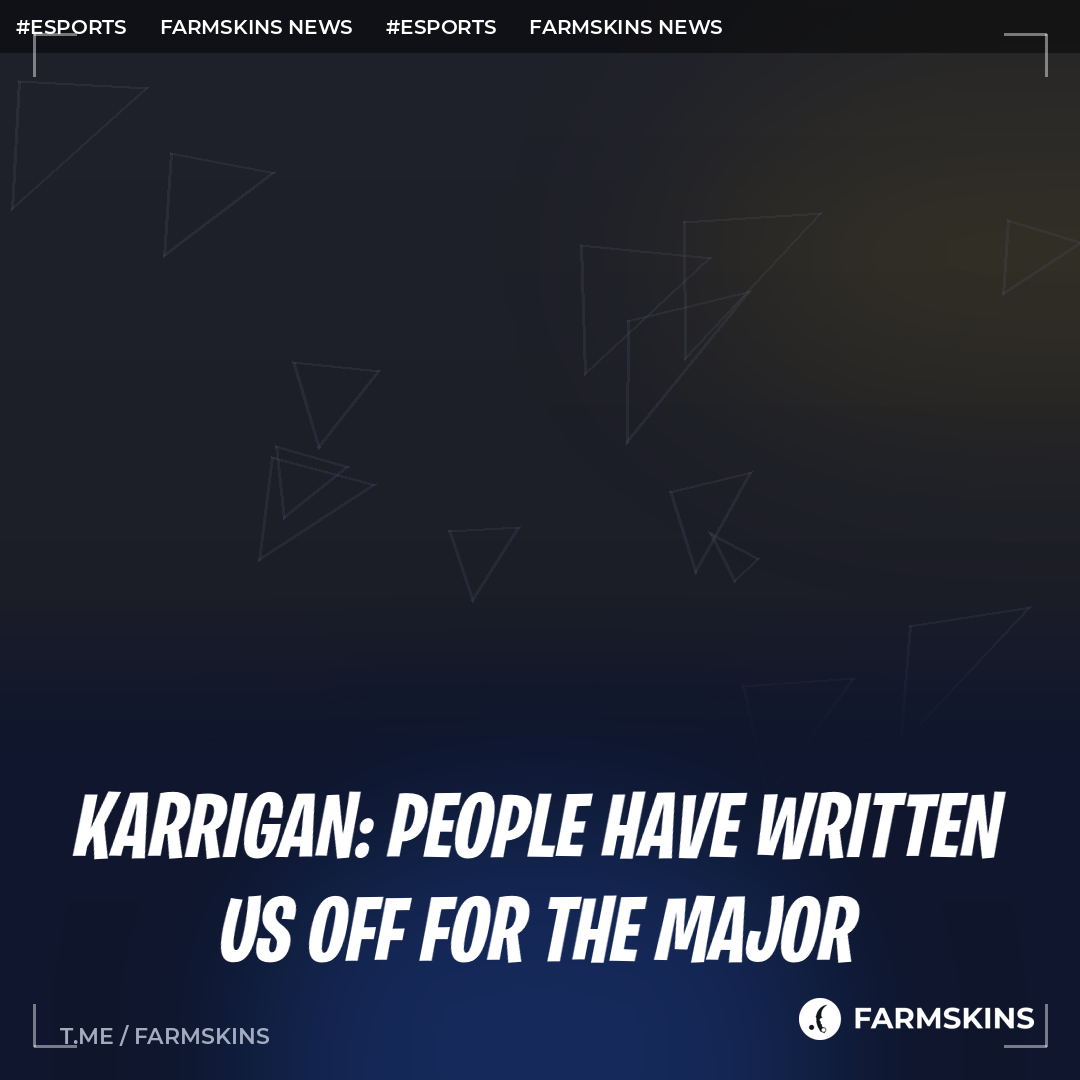 #ESPORTS FARMSKINS NEWS #ESPORTS FARMSKINS NEWS
KARRIGAN: PEOPLE HAVE WRITTEN
US OFF FOR THE MAJOR
T.ME / FARMSKINS
FARMSKINS